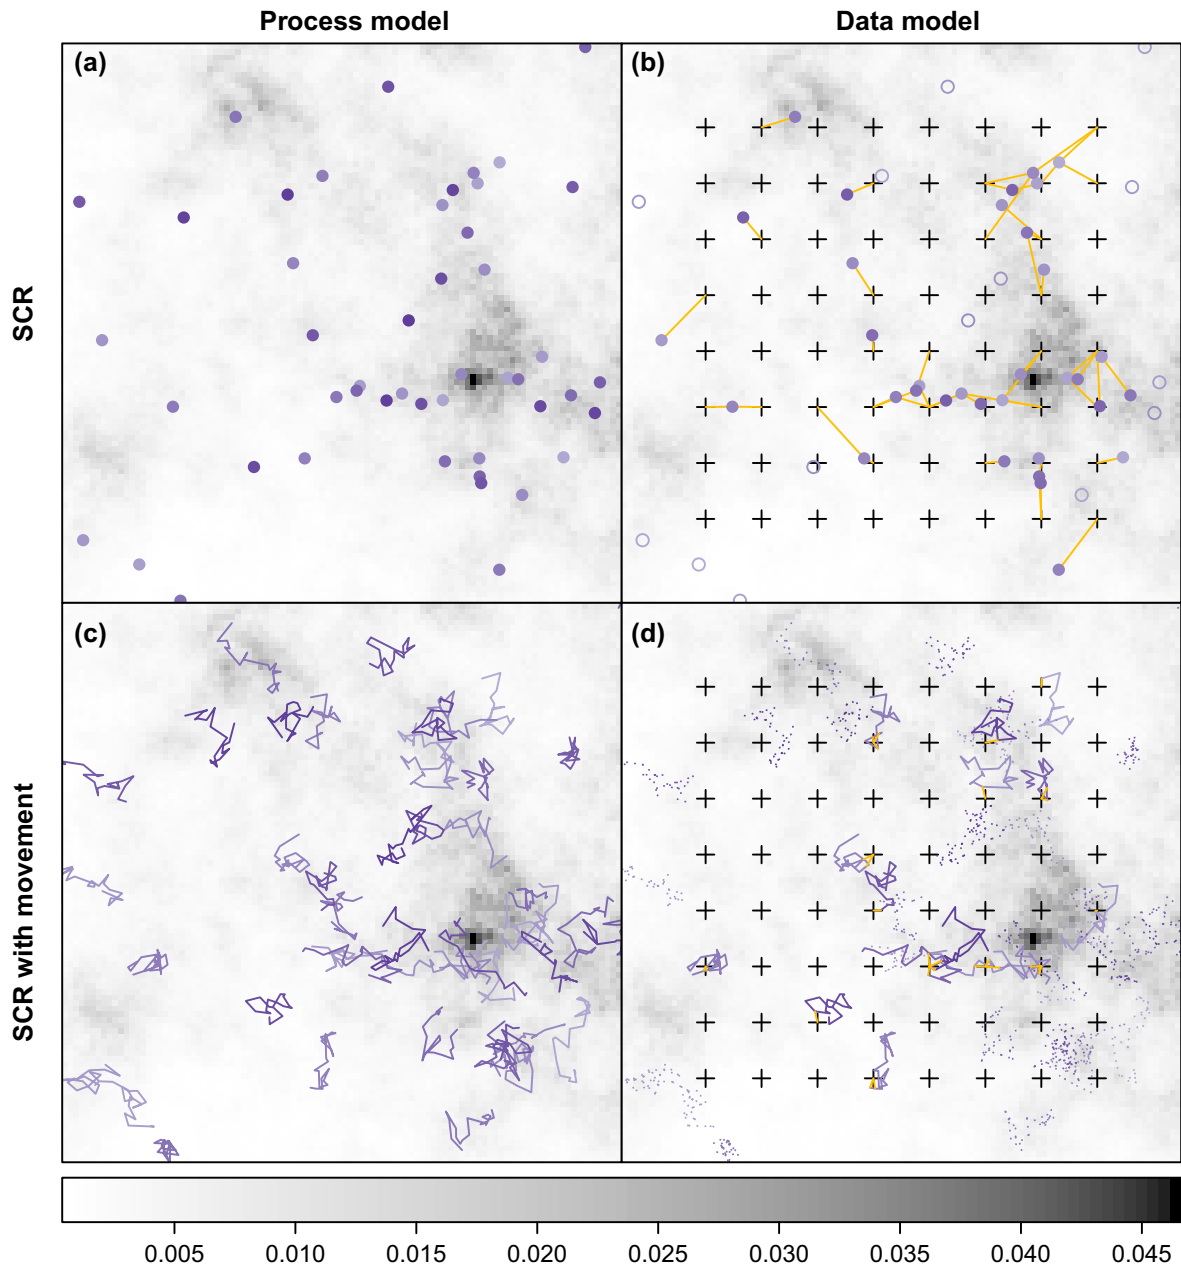 Process model
Data model
(a)
(b)
SCR
(c)
(d)
SCR with movement
0.005 0.010 0.015 0.020 0.025 0.030 0.035 0.040 0.045